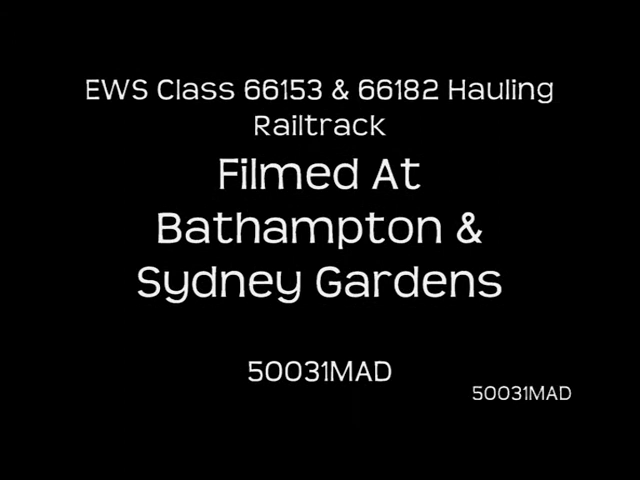 EWS Class 66153 & 66182 Hauling
Railtrack
Filmed At
Bathampton &
Sydney Gardens
50031MAD
50031MAD